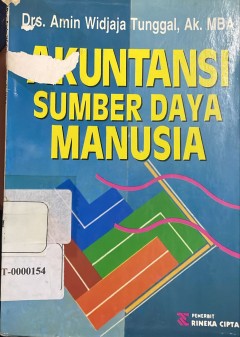 Drs. Amin Widjaja Tunggal, Ak. MBA
AKUNTANSI
SUMBER DAYA
MANUSIA
T-0000154
PENERBIT
RINEKA CIPTA